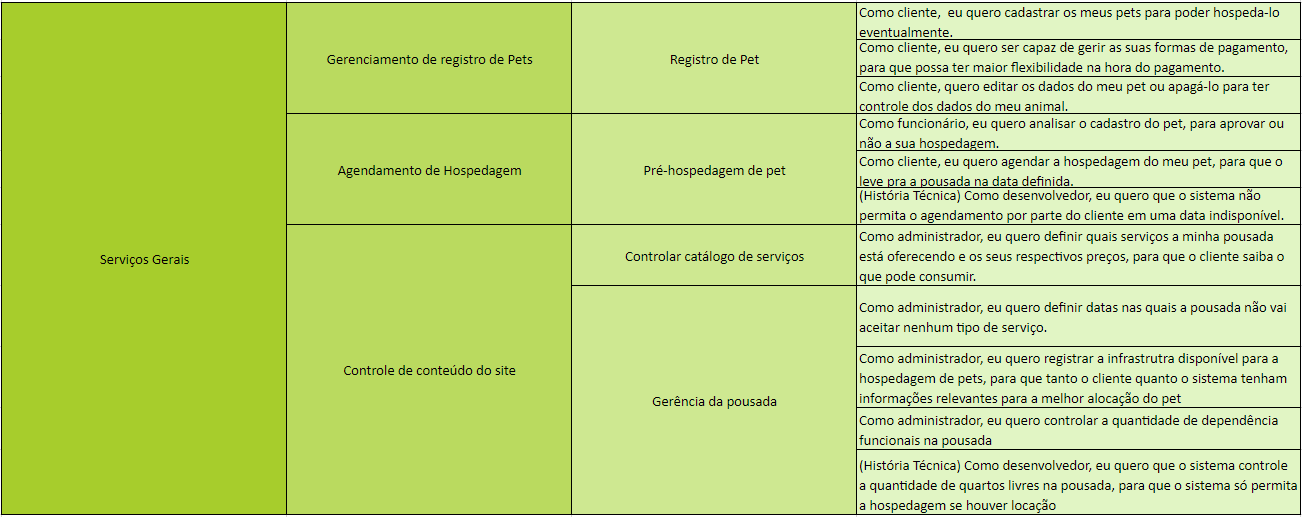 Serviços Gerais
Gerenciamento de registro de Pets
Registro de Pet
Como cliente,  eu quero cadastrar os meus pets para poder hospeda-lo
eventualmente.
Como cliente, eu quero ser capaz de gerir as suas formas de pagamento,
para que possa ter maior flexibilidade na hora do pagamento.
Como cliente, quero editar os dados do meu pet ou apagá-lo para ter
controle dos dados do meu animal.
Agendamento de Hospedagem
Pré-hospedagem de pet
Como funcionário, eu quero analisar o cadastro do pet, para aprovar ou
não a sua hospedagem.
Como cliente, eu quero agendar a hospedagem do meu pet, para que o
leve pra a pousada na data definida.
(História Técnica) Como desenvolvedor, eu quero que o sistema não
permita o agendamento por parte do cliente em uma data indisponível.
Controle de conteúdo do site
Controlar catálogo de serviços
Como administrador, eu quero definir quais serviços a minha pousada
está oferecendo e os seus respectivos preços, para que o cliente saiba o
que pode consumir.
Gerência da pousada
Como administrador, eu quero definir datas nas quais a pousada não vai
aceitar nenhum tipo de serviço.
Como administrador, eu quero registrar a infrastrutra disponível para a
hospedagem de pets, para que tanto o cliente quanto o sistema tenham
informações relevantes para a melhor alocação do pet
Como administrador, eu quero controlar a quantidade de dependência
funcionais na pousada
(História Técnica) Como desenvolvedor, eu quero que o sistema controle
a quantidade de quartos livres na pousada, para que o sistema só permita
a hospedagem se houver locação